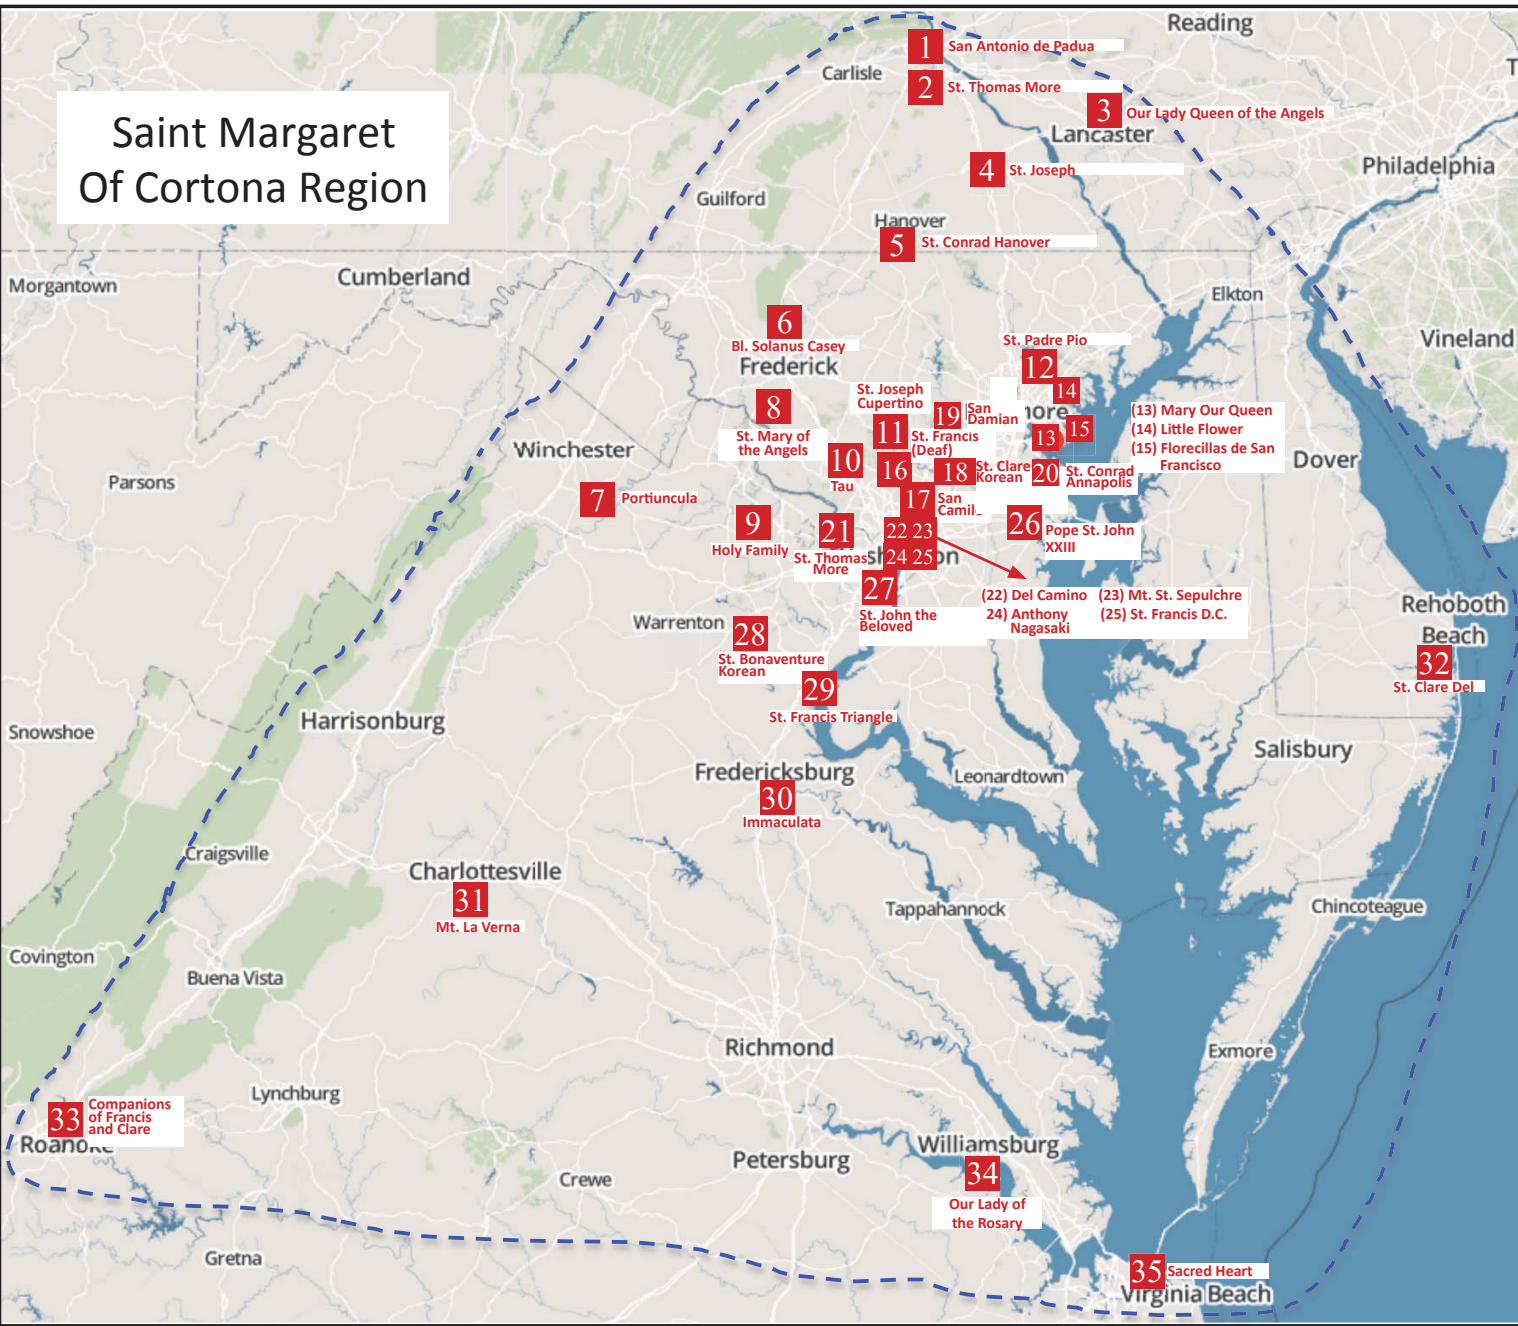 Saint Margaret
Of Cortona Region
Reading
1
San Antonio de Padua
Carlisle
2
St. Thomas More
3
Our Lady Queen of the Angels
Lancaster
Philadelphia
4
St. Joseph
Guilford
Hanover
5
St. Conrad Hanover
Cumberland
Morgantown
Elkton
6
Bl. Solanus Casey
Frederick
Vineland
St. Padre Pio
12
14
St. Joseph
Cupertino
8
St. Mary of
the Angels
19
San
Damian
more
13
15
(13) Mary Our Queen
(14) Little Flower
(15) Florecillas de San
Francisco
Dover
11
St. Francis
(Deaf)
Winchester
10
Tau
16
18
St. Clare
Korean
20
St. Conrad
Annapolis
Parsons
7
Portiuncula
17
San
Camil
9
Holy Family
21
St. Thomas
More
22 23
24 25
sh
on
26
Pope St. John
XXIII
27
St. John the
Beloved
(22) Del Camino
(23) Mt. St. Sepulchre
24) Anthony
Nagasaki
(25) St. Francis D.C.
Rehoboth
Beach
32
St. Clare Del
Warrenton
28
St. Bonaventure
Korean
29
St. Francis Triangle
Harrisonburg
Snowshoe
Salisbury
Fredericksburg
30
Immaculata
Leonardtown
Craigsville
Charlottesville
31
Mt. La Verna
Tappahannock
Chincoteague
Covington
Buena Vista
Richmond
Exmore
Lynchburg
33
Companions
of Francis
and Clare
Roanoke
Williamsburg
34
Our Lady of
the Rosary
Petersburg
Crewe
Gretna
35
Sacred Heart
Virginia Beach